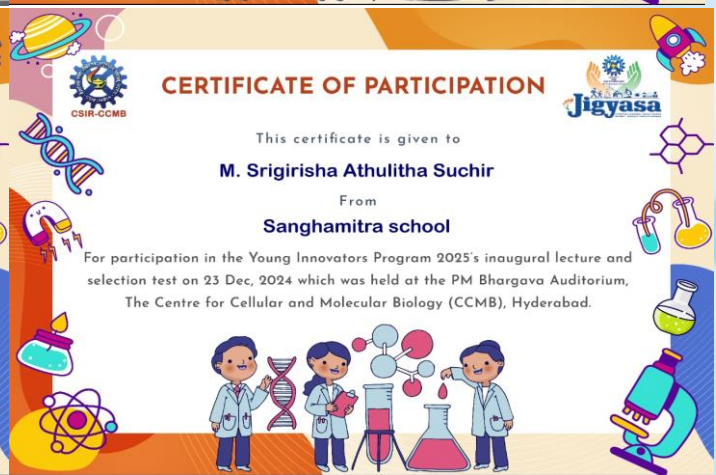 CSIR-CCMB
CERTIFICATE OF PARTICIPATION
Jigyasa
This certificate is given to
M. Srigirisha Athulitha Suchir
From
Sanghamitra school
For participation in the Young Innovators Program 2025's inaugural lecture and
selection test on 23 Dec, 2024 which was held at the PM Bhargava Auditorium,
The Centre for Cellular and Molecular Biology (CCMB), Hyderabad.